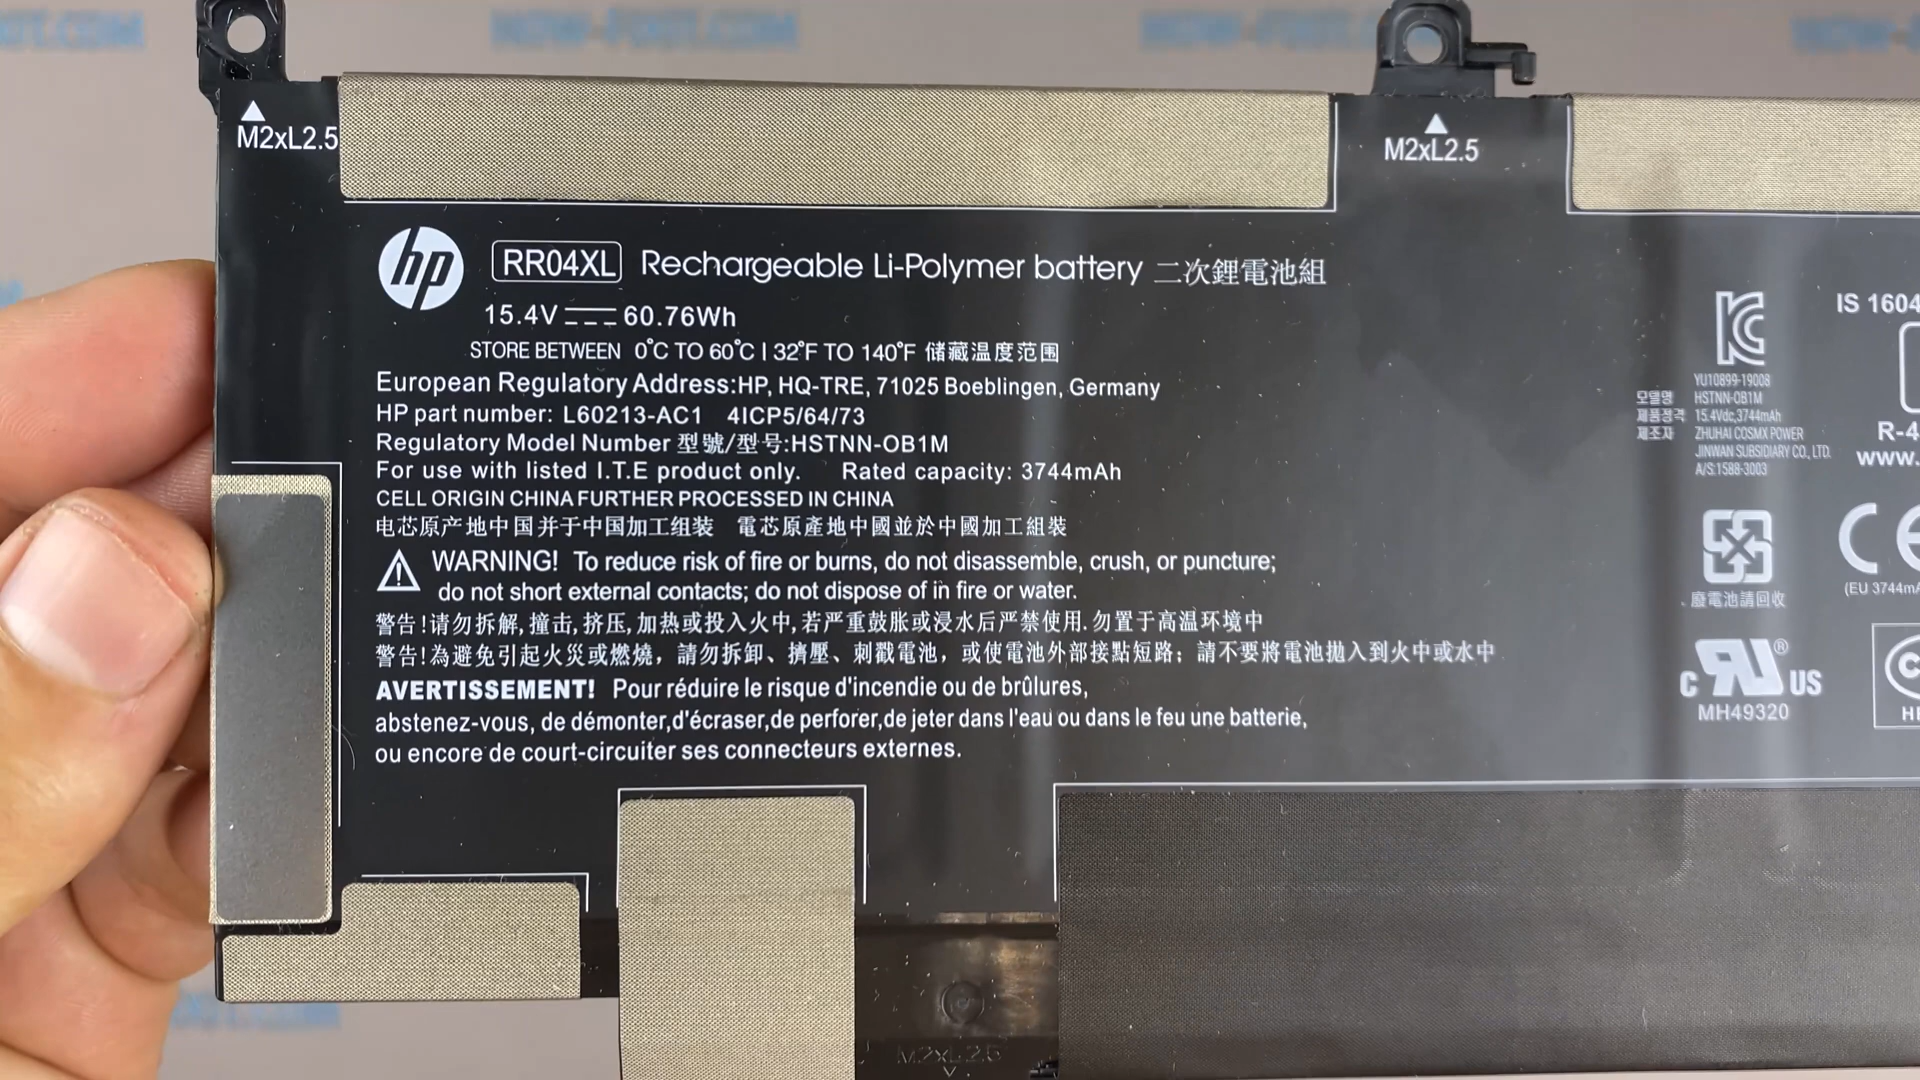 M2xL2.5
M2xL2.5
hp RR04XL Rechargeable Li-Polymer battery 二次鋰電池組
15.4V 60.76Wh
STORE BETWEEN 0°C TO 60°C | 32°F TO 140°F 储藏温度范围
European Regulatory Address:HP, HQ-TRE, 71025 Boeblingen, Germany
HP part number: L60213-AC1 4ICP5/64/73
Regulatory Model Number 型號/型号:HSTNN-OB1M
For use with listed I.T.E product only. Rated capacity: 3744mAh
CELL ORIGIN CHINA FURTHER PROCESSED IN CHINA
电芯原产地中国并于中国加工组装 電芯原產地中國並於中國加工組裝
WARNING! To reduce risk of fire or burns, do not disassemble, crush, or puncture;
do not short external contacts; do not dispose of in fire or water.
警告!请勿拆解,撞击,挤压,加热或投入火中,若严重鼓胀或浸水后严禁使用.勿置于高温环境中
警告!為避免引起火災或燃燒，請勿拆卸、擠壓、刺戳電池，或使電池外部接點短路；請不要將電池拋入到火中或水中
AVERTISSEMENT! Pour réduire le risque d'incendie ou de brûlures,
abstenez-vous, de démonter,d'écraser,de perforer,de jeter dans l'eau ou dans le feu une batterie,
ou encore de court-circuiter ses connecteurs externes.
YU10899-19008
모델명 HSTNN-OB1M
제품정격 15.4Vdc,3744mAh
제조자 ZHUHAI COSMX POWER
JINWAN SUBSIDIARY CO., LTD.
A/S:1588-3003
廢電池請回收
c RU ® US
MH49320
IS 1604
R-4
www.
CE
(EU 3744mA
M2xL2.5